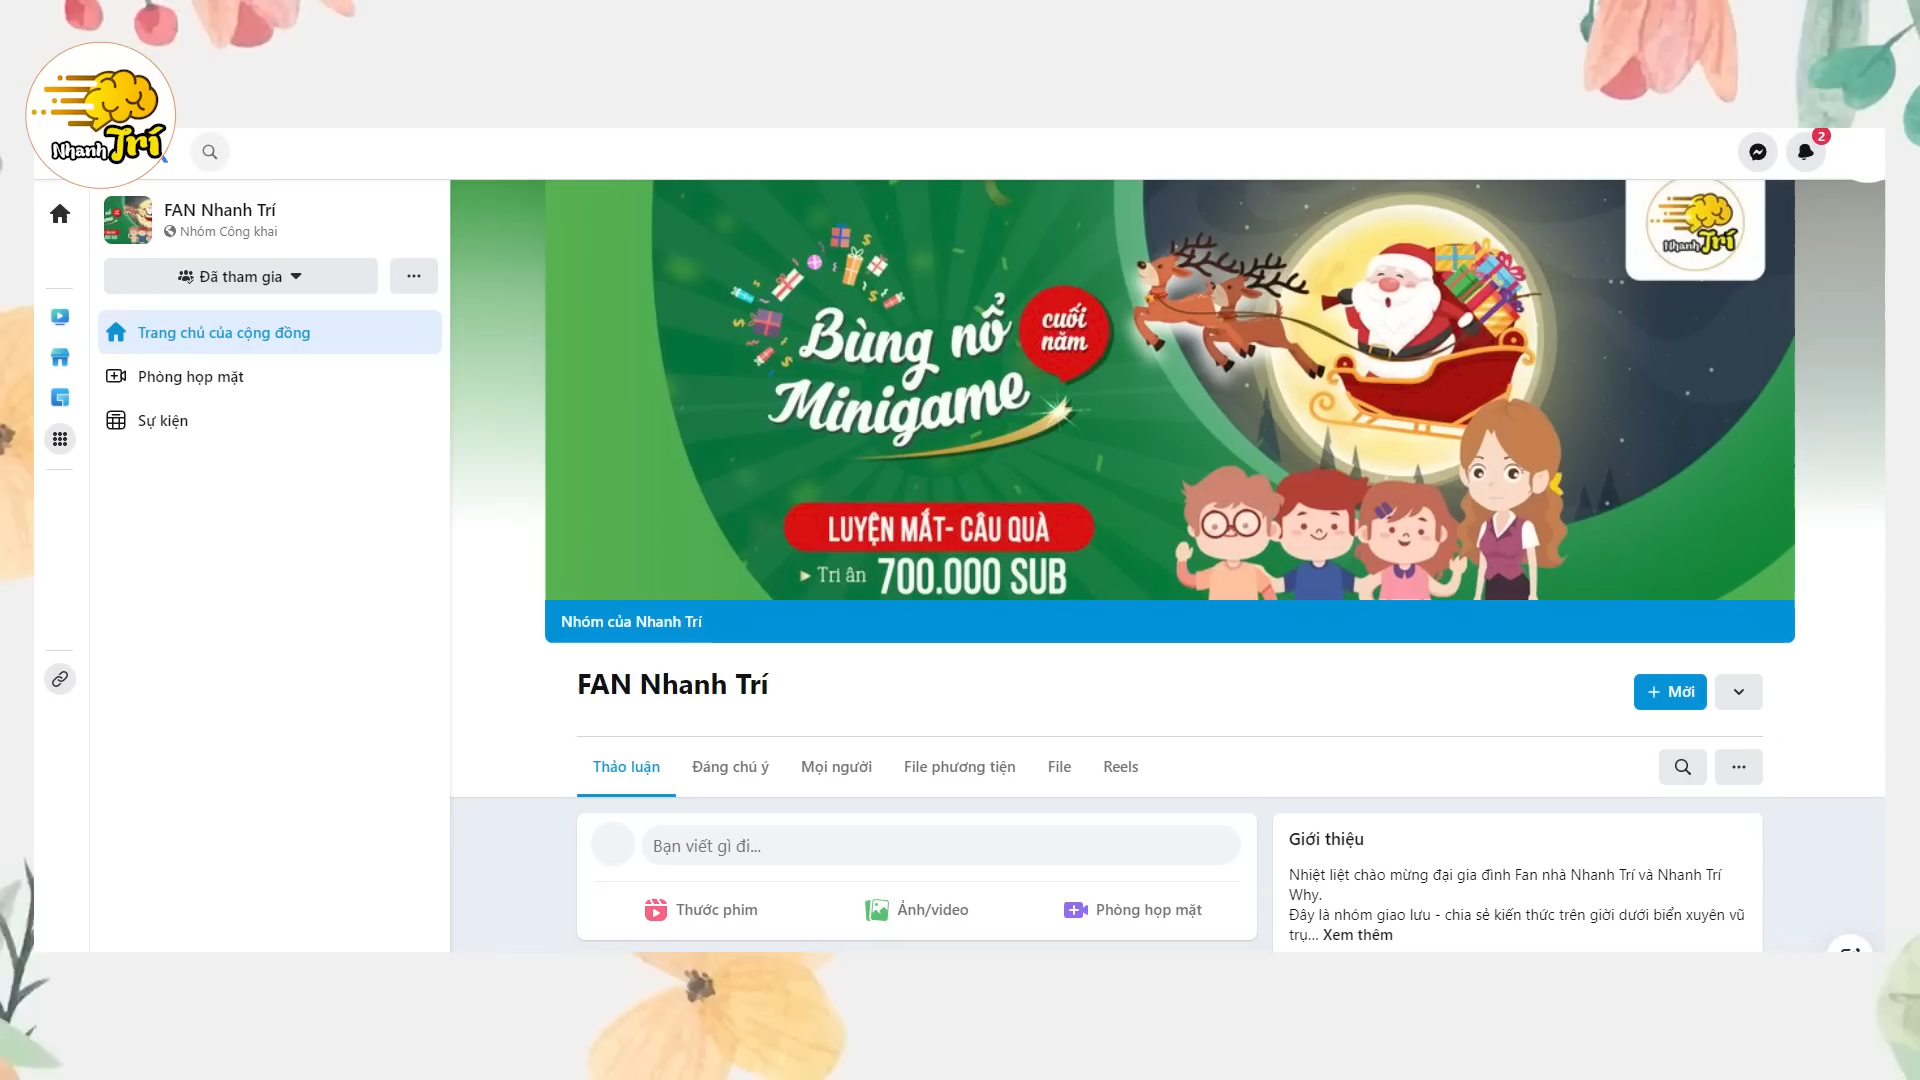 Nhanh Trí
2
FAN Nhanh Trí
Nhóm Công khai
Đã tham gia
Trang chủ của cộng đồng
Phòng họp mặt
Sự kiện
Nhanh Trí
Bùng nổ
cuối
năm
Minigame
LUYỆN MẮT- CÂU QUÀ
Tri ân 700.000 SUB
Nhóm của Nhanh Trí
FAN Nhanh Trí
Mời
Thảo luận
Đáng chú ý
Mọi người
File phương tiện
File
Reels
Bạn viết gì đi...
Thước phim
Ảnh/video
Phòng họp mặt
Giới thiệu
Nhiệt liệt chào mừng đại gia đình Fan nhà Nhanh Trí và Nhanh Trí
Why.
Đây là nhóm giao lưu - chia sẻ kiến thức trên giời dưới biển xuyên vũ
trụ... Xem thêm